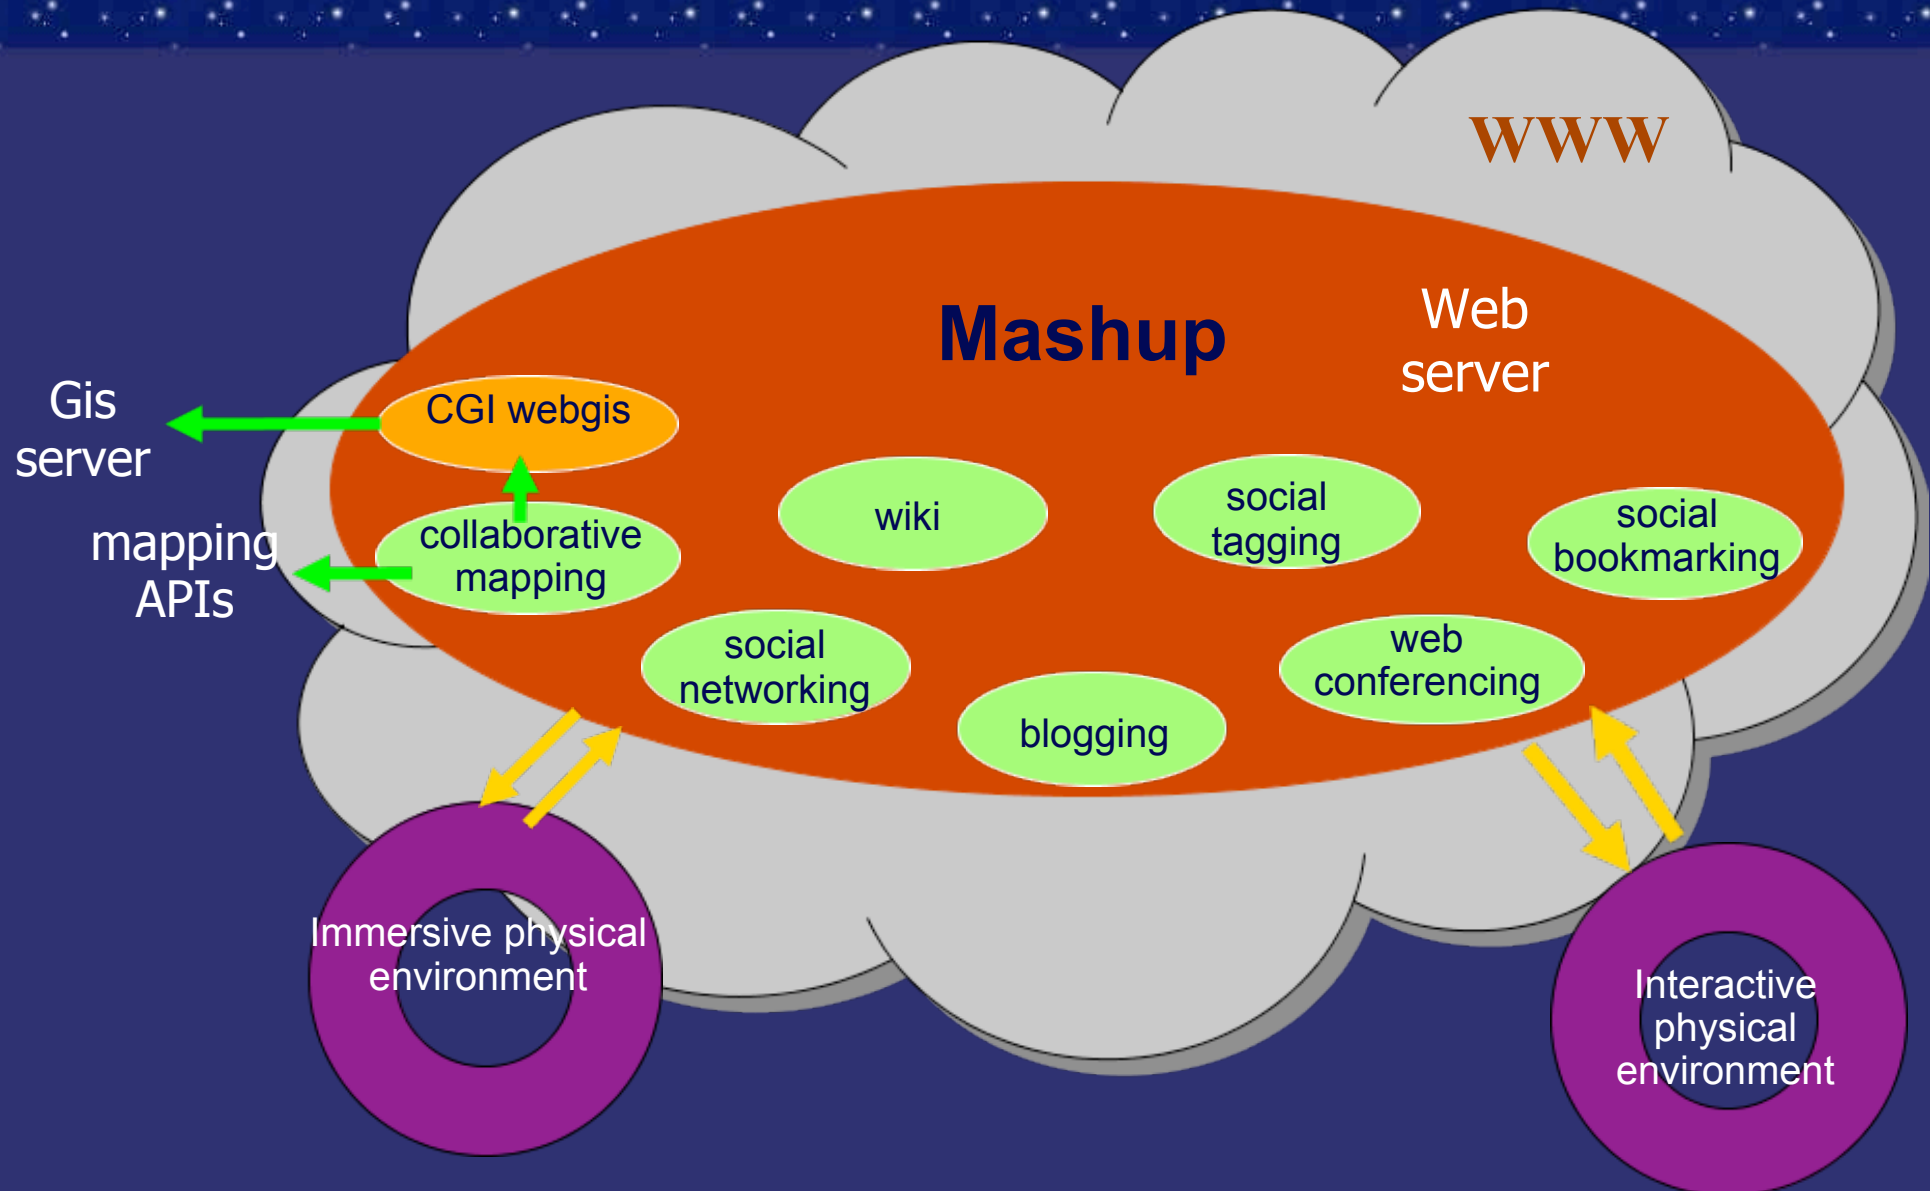 WWW
Mashup
Web
server
Gis
server
CGI webgis
mapping
APIs
collaborative
mapping
wiki
social
tagging
social
bookmarking
social
networking
blogging
web
conferencing
Immersive physical
environment
Interactive
physical
environment